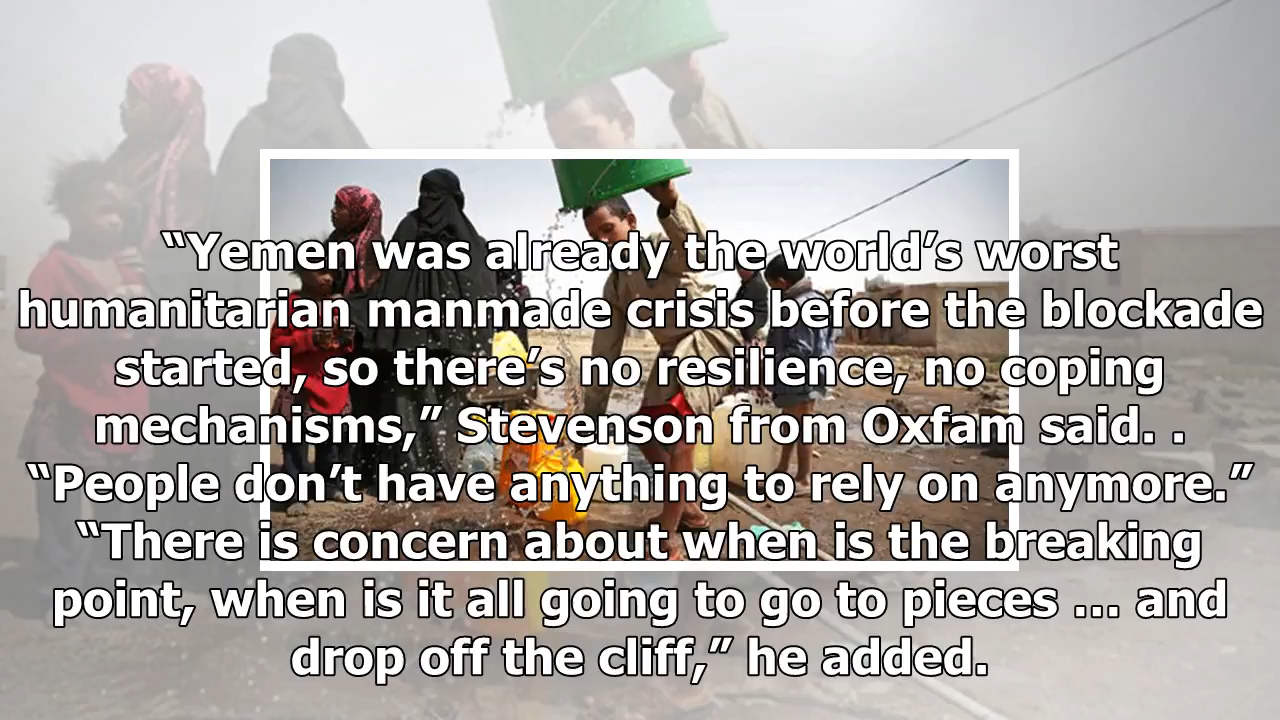 “Yemen was already the world’s worst
humanitarian manmade crisis before the blockade
started, so there’s no resilience, no coping
mechanisms,” Stevenson from Oxfam said. .
“People don’t have anything to rely on anymore.”
“There is concern about when is the breaking
point, when is it all going to go to pieces ... and
drop off the cliff,” he added.